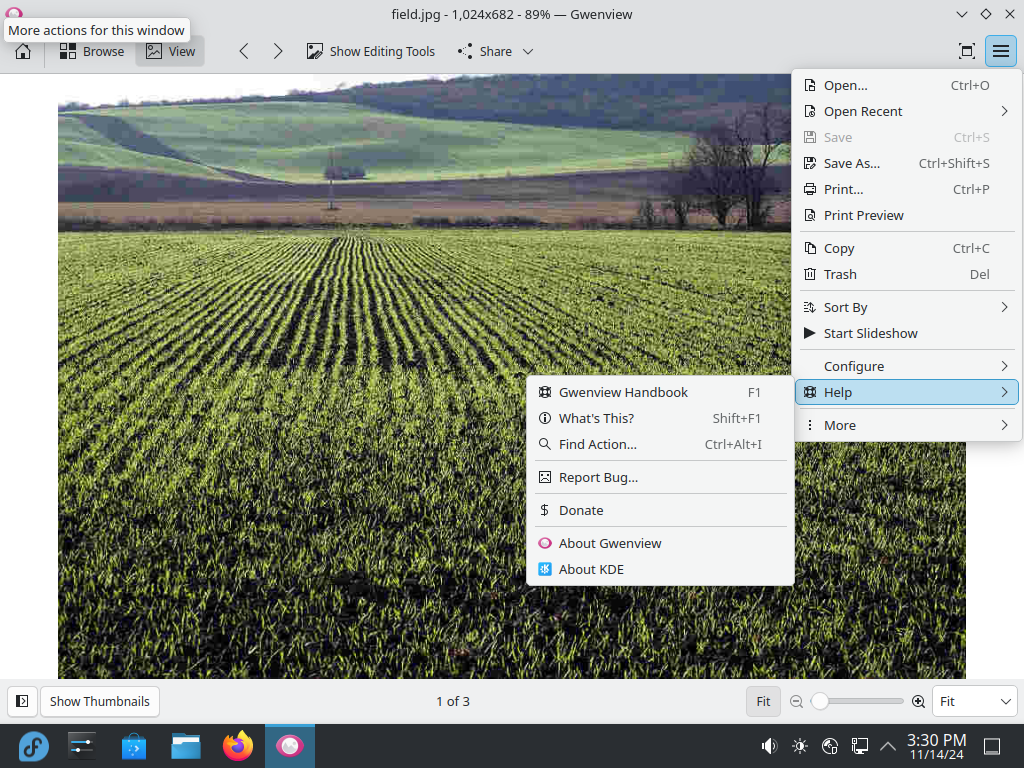 field.jpg - 1,024x682 - 89% — Gwenview
More actions for this window
Browse
View
Show Editing Tools
Share
Open... Ctrl+O
Open Recent
Save Ctrl+S
Save As... Ctrl+Shift+S
Print... Ctrl+P
Print Preview
Copy Ctrl+C
Trash Del
Sort By
Start Slideshow
Configure
Help
More
Gwenview Handbook F1
What's This? Shift+F1
Find Action... Ctrl+Alt+I
Report Bug...
Donate
About Gwenview
About KDE
Show Thumbnails
1 of 3
Fit
Fit
3:30 PM
11/14/24